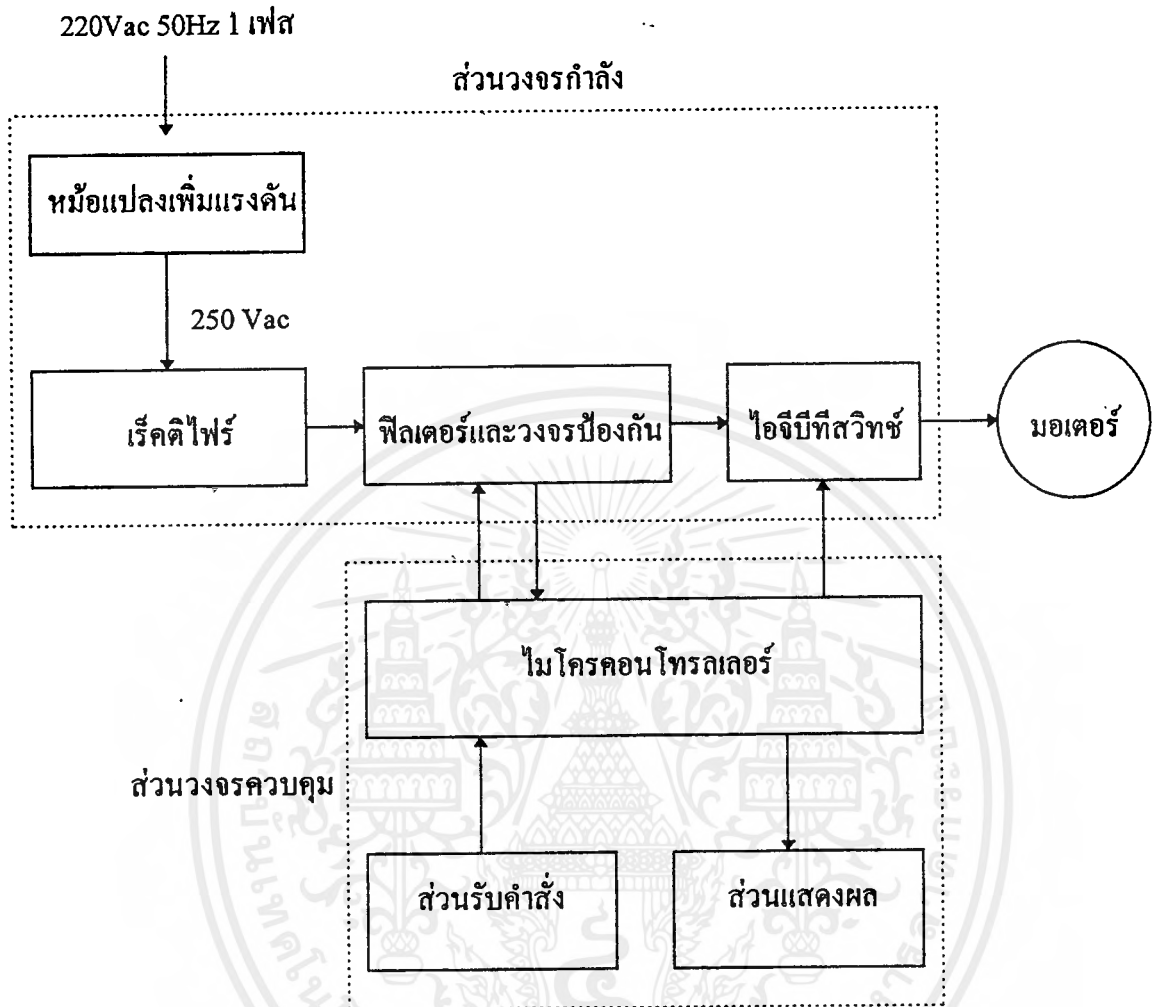 220Vac 50Hz 1 เฟส
ส่วนวงจรกำลัง
หม้อแปลงเพิ่มแรงดัน
250 Vac
เร็คติไฟร์
ฟิลเตอร์และวงจรป้องกัน
ไอจีบีทีสวิทช์
มอเตอร์
ไมโครคอนโทรลเลอร์
ส่วนวงจรควบคุม
ส่วนรับคำสั่ง
ส่วนแสดงผล